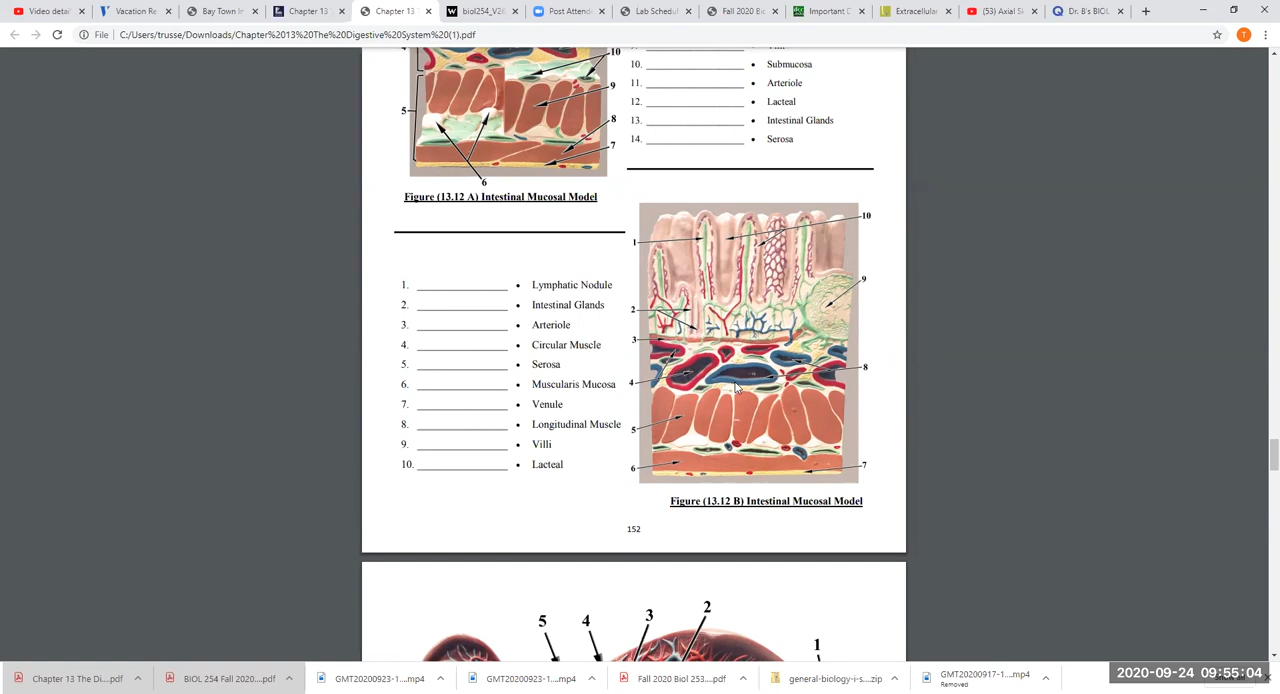 Video detai
Vacation Re
Bay Town In
Chapter 13
Chapter 13
biol254_V2
Post Attend
Lab Schedul
Fall 2020 Bio
Important D
Extracellular
(53) Axial Sk
Dr. B's BIOL
File C:/Users/trusse/Downloads/Chapter%2013%20The%20Digestive%20System%20(1).pdf
T
10
9
8
7
5
6
Figure (13.12 A) Intestinal Mucosal Model
10. • Submucosa
11. • Arteriole
12. • Lacteal
13. • Intestinal Glands
14. • Serosa
1. • Lymphatic Nodule
2. • Intestinal Glands
3. • Arteriole
4. • Circular Muscle
5. • Serosa
6. • Muscularis Mucosa
7. • Venule
8. • Longitudinal Muscle
9. • Villi
10. • Lacteal
1
2
3
4
5
6
10
9
8
7
Figure (13.12 B) Intestinal Mucosal Model
152
5 4 3 2 1
Chapter 13 The Di....pdf
BIOL 254 Fall 2020....pdf
GMT20200923-1....mp4
GMT20200923-1....mp4
Fall 2020 Bio 253....pdf
general-biology-i-s....zip
GMT20200917-1....mp4
Removed
2020-09-24 09:55:04